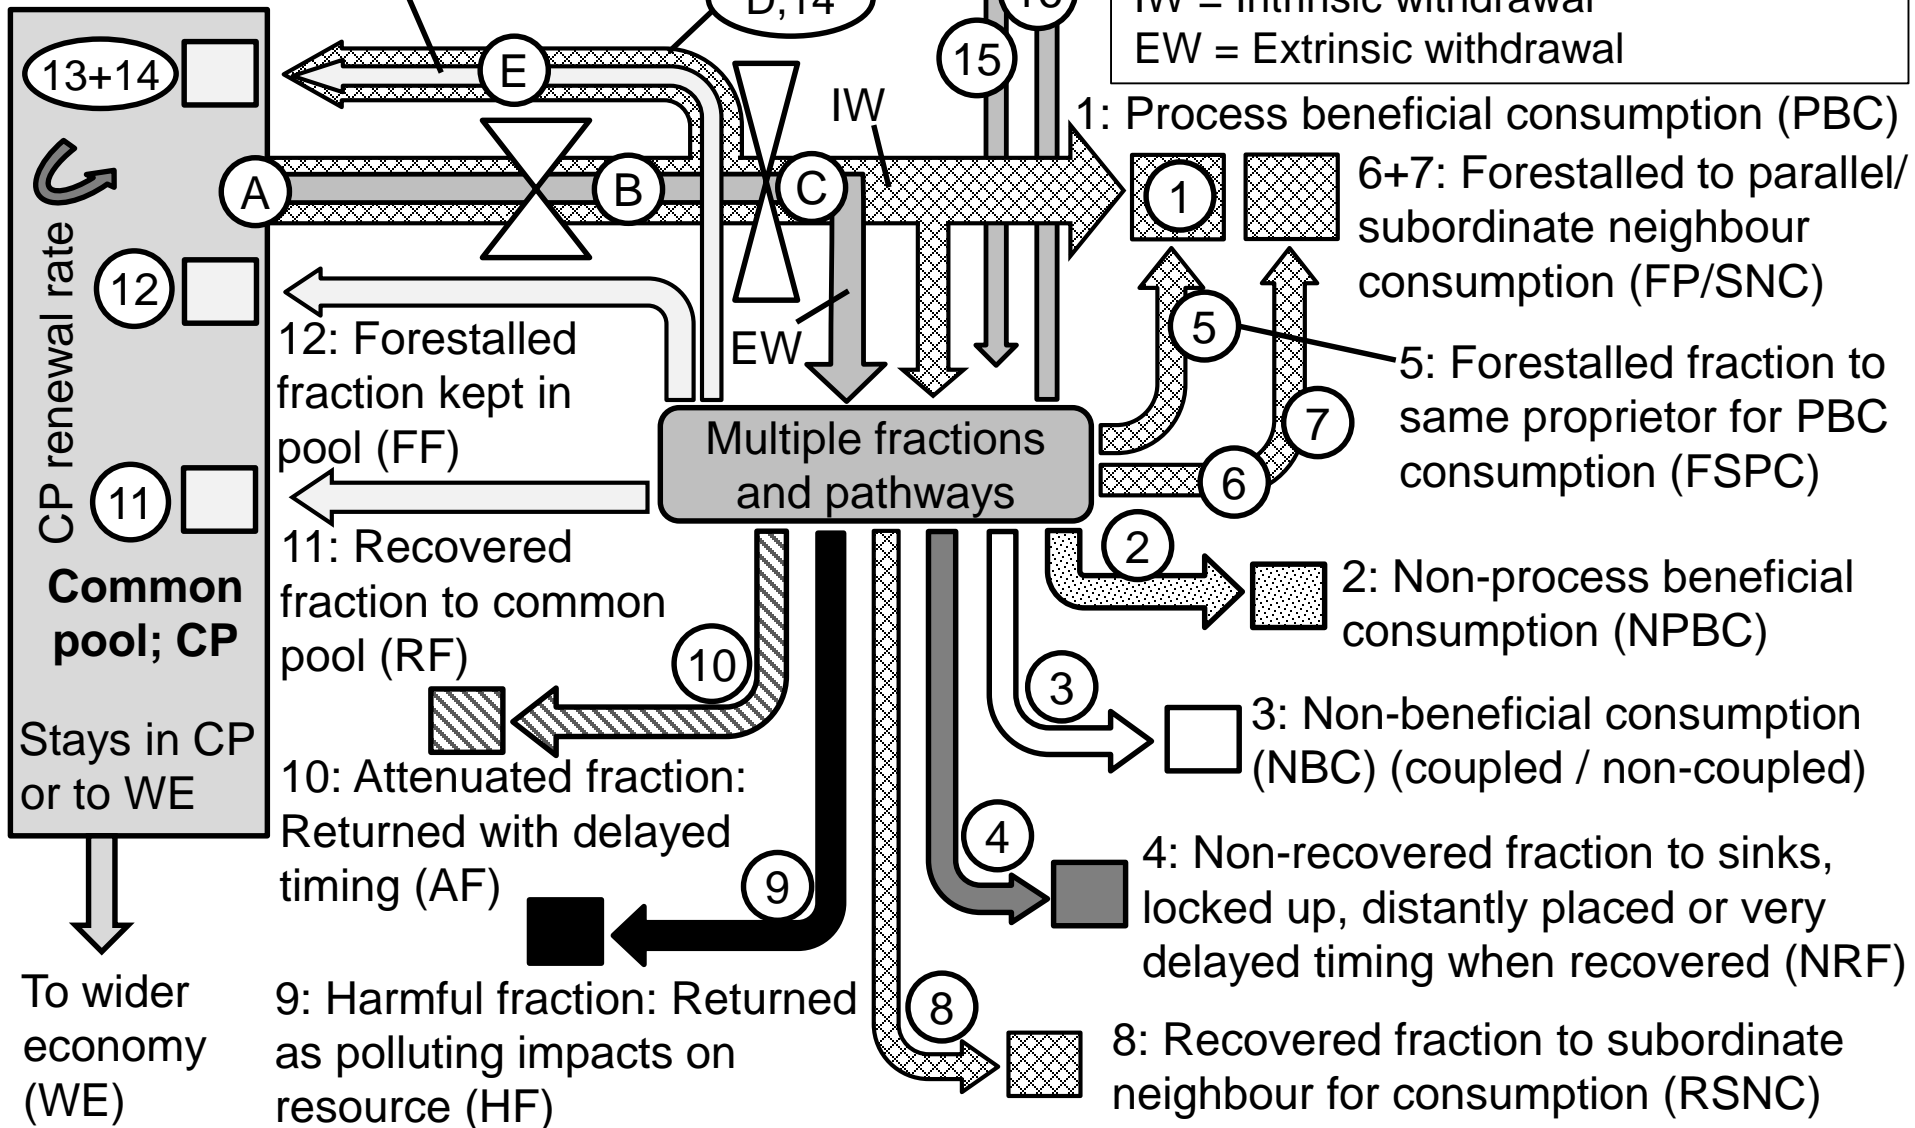 D,14
IW = Intrinsic withdrawal
EW = Extrinsic withdrawal
13+14
E
15
16
IW
1: Process beneficial consumption (PBC)
A
B
C
1
6+7: Forestalled to parallel/
subordinate neighbour
consumption (FP/SNC)
CP renewal rate
12
12: Forestalled
fraction kept in
pool (FF)
EW
5
5: Forestalled fraction to
same proprietor for PBC
consumption (FSPC)
7
6
Multiple fractions
and pathways
11
11: Recovered
fraction to common
pool (RF)
Common
pool; CP
Stays in CP
or to WE
2
2: Non-process beneficial
consumption (NPBC)
10
3
3: Non-beneficial consumption
(NBC) (coupled / non-coupled)
10: Attenuated fraction:
Returned with delayed
timing (AF)
4
4: Non-recovered fraction to sinks,
locked up, distantly placed or very
delayed timing when recovered (NRF)
9
To wider
economy
(WE)
9: Harmful fraction: Returned
as polluting impacts on
resource (HF)
8
8: Recovered fraction to subordinate
neighbour for consumption (RSNC)